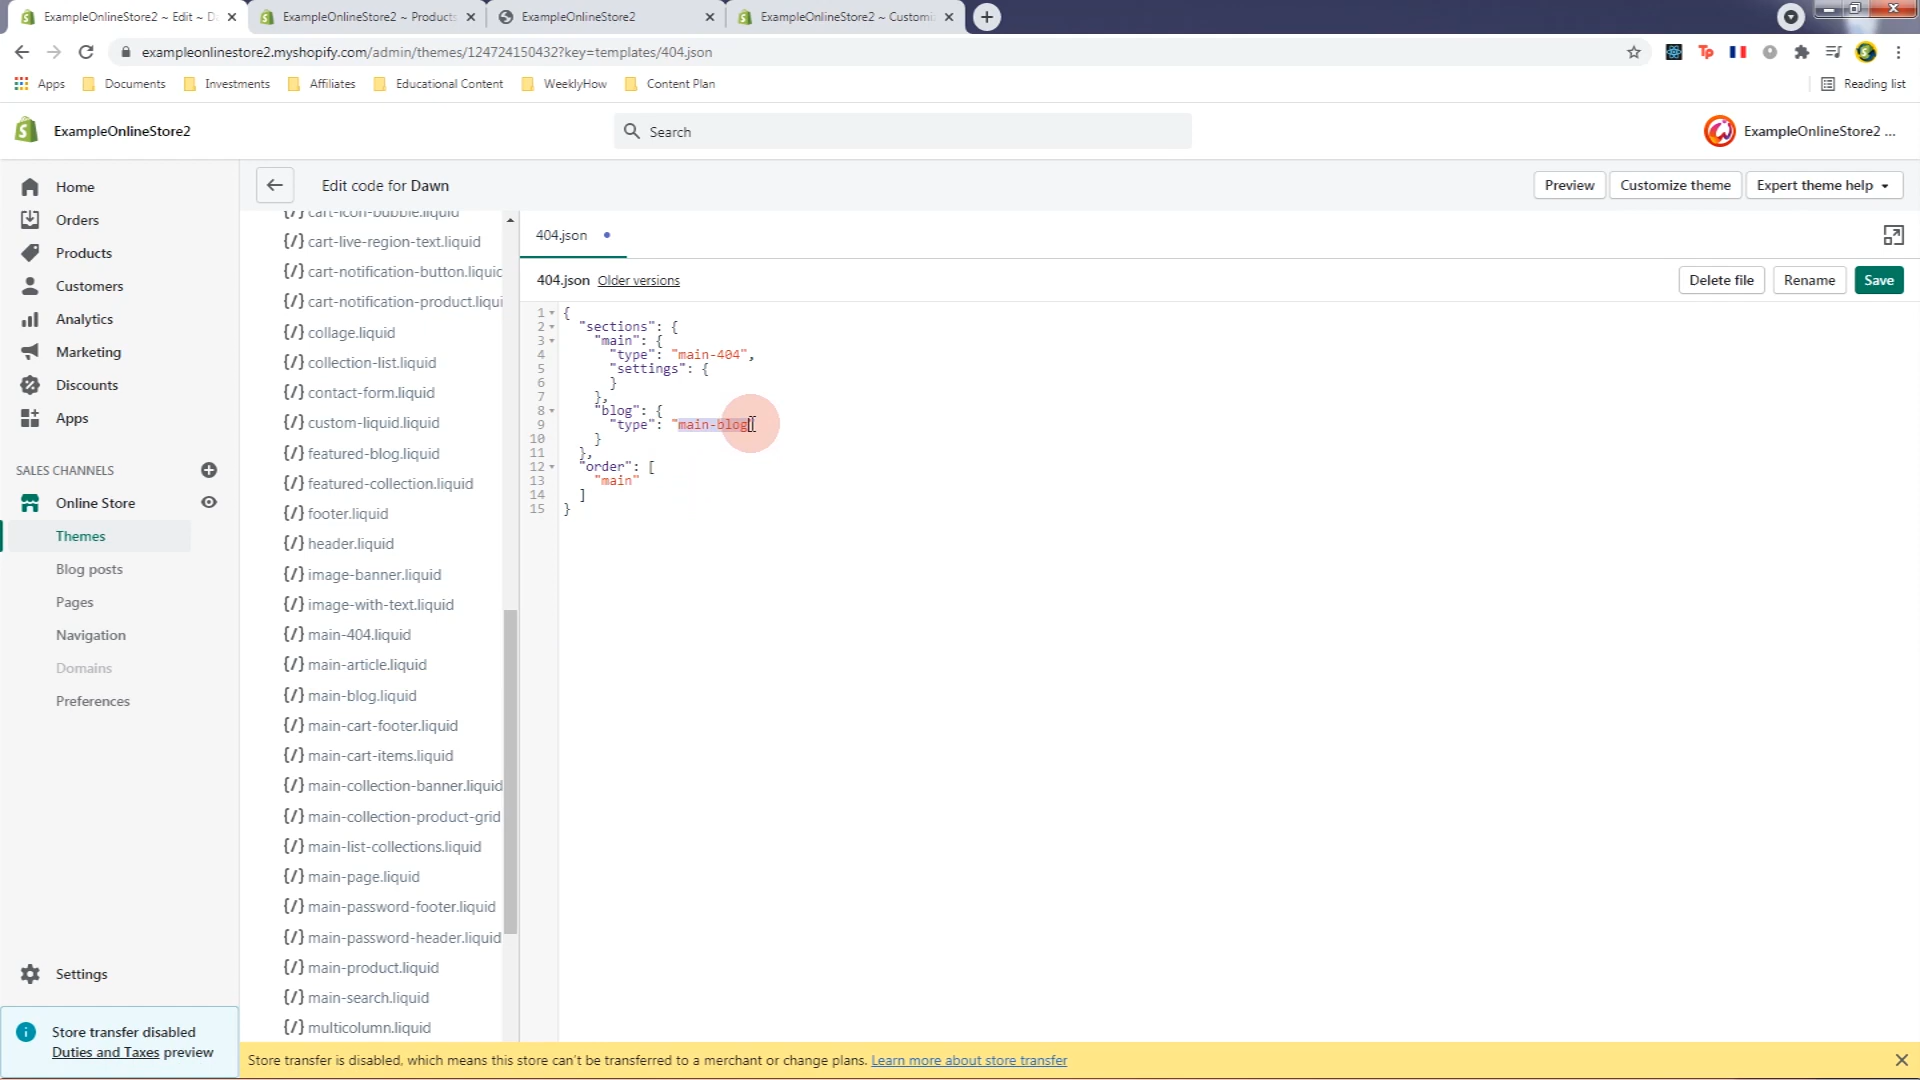 ExampleOnlineStore2 ~ Edit ~ D
ExampleOnlineStore2 ~ Products
ExampleOnlineStore2
ExampleOnlineStore2 ~ Customi
exampleonlinestore2.myshopify.com/admin/themes/124724150432?key=templates/404.json
Apps
Documents
Investments
Affiliates
Educational Content
WeeklyHow
Content Plan
Reading list
ExampleOnlineStore2
Search
ExampleOnlineStore2 ...
Home
Orders
Products
Customers
Analytics
Marketing
Discounts
Apps
SALES CHANNELS
Online Store
Themes
Blog posts
Pages
Navigation
Domains
Preferences
Settings
Store transfer disabled
Duties and Taxes preview
Edit code for Dawn
Preview
Customize theme
Expert theme help
{/} cart-icon-bubble.liquid
{/} cart-live-region-text.liquid
{/} cart-notification-button.liquid
{/} cart-notification-product.liqui
{/} collage.liquid
{/} collection-list.liquid
{/} contact-form.liquid
{/} custom-liquid.liquid
{/} featured-blog.liquid
{/} featured-collection.liquid
{/} footer.liquid
{/} header.liquid
{/} image-banner.liquid
{/} image-with-text.liquid
{/} main-404.liquid
{/} main-article.liquid
{/} main-blog.liquid
{/} main-cart-footer.liquid
{/} main-cart-items.liquid
{/} main-collection-banner.liquid
{/} main-collection-product-grid
{/} main-list-collections.liquid
{/} main-page.liquid
{/} main-password-footer.liquid
{/} main-password-header.liquid
{/} main-product.liquid
{/} main-search.liquid
{/} multicolumn.liquid
404.json
404.json Older versions
Delete file
Rename
Save
1 {
2 "sections": {
3 "main": {
4 "type": "main-404",
5 "settings": {
6 }
7 },
8 "blog": {
9 "type": "main-blog"
10 }
11 },
12 "order": [
13 "main"
14 ]
15 }
Store transfer is disabled, which means this store can't be transferred to a merchant or change plans. Learn more about store transfer